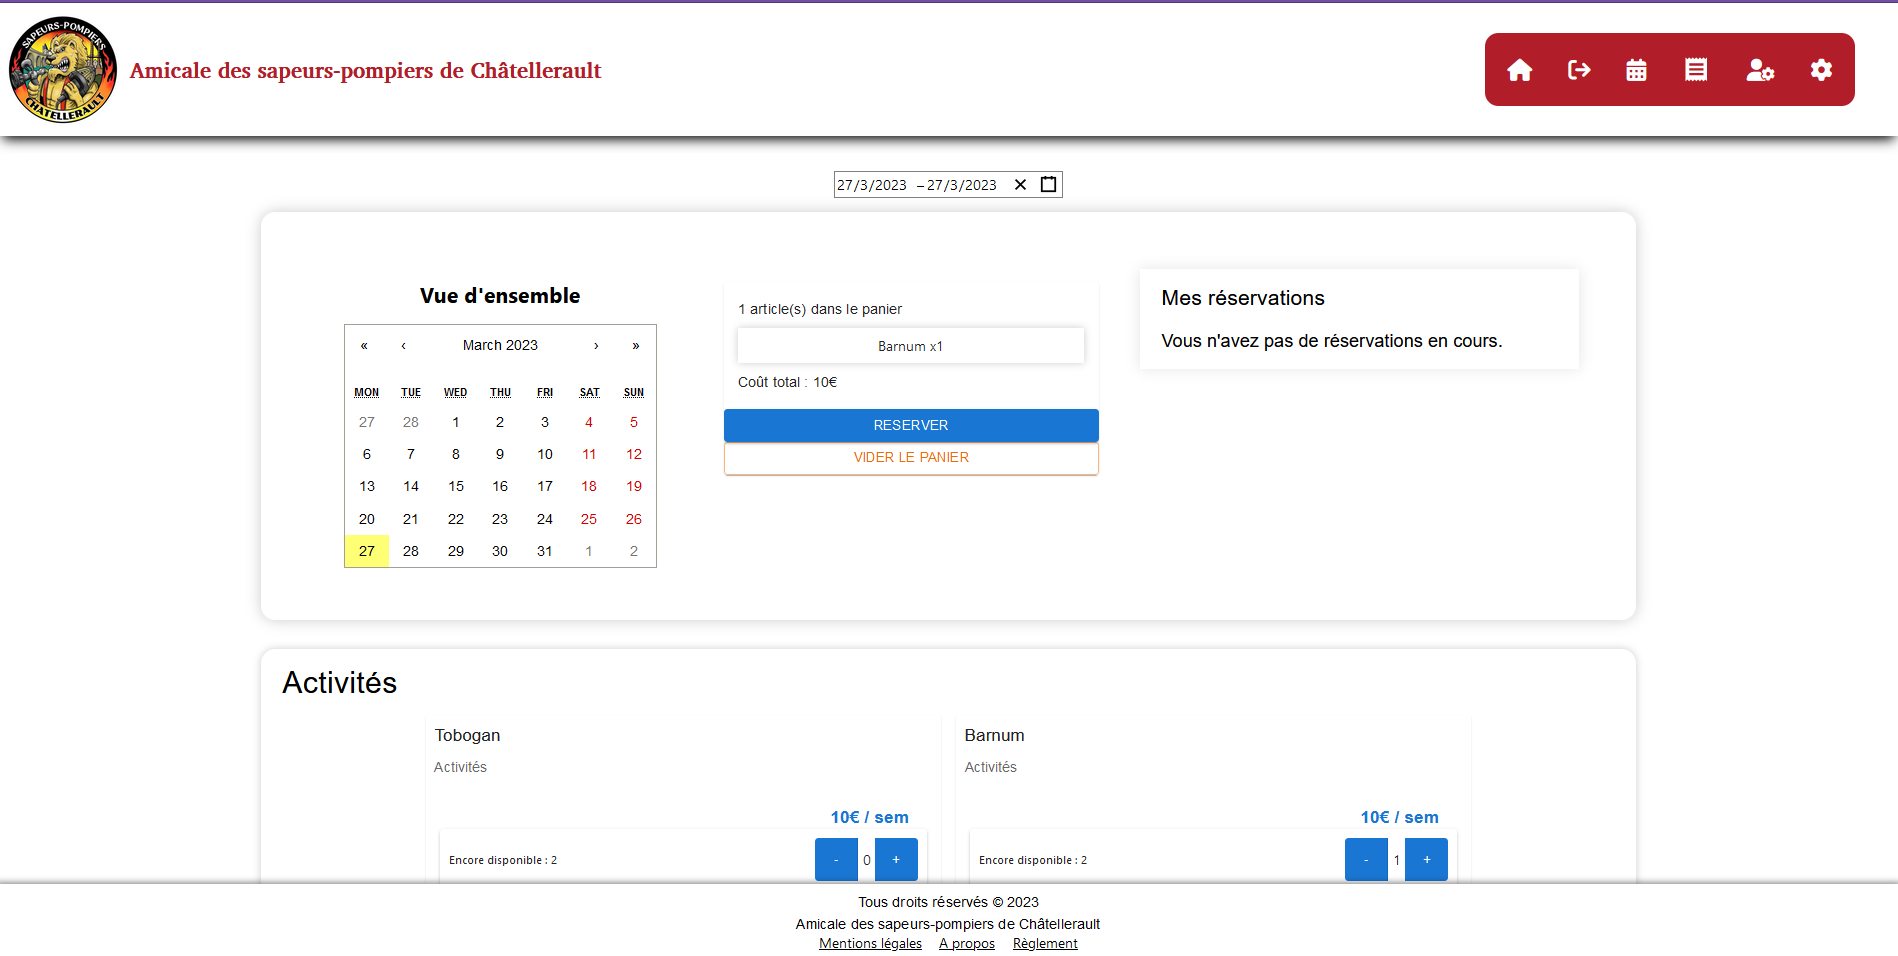 SAPEURS-POMPIERS
CHATELLERAULT
Amicale des sapeurs-pompiers de Châtellerault
27/3/2023 – 27/3/2023
Vue d'ensemble
« ‹ March 2023 › »
MON TUE WED THU FRI SAT SUN
27 28 1 2 3 4 5
6 7 8 9 10 11 12
13 14 15 16 17 18 19
20 21 22 23 24 25 26
27 28 29 30 31 1 2
1 article(s) dans le panier
Barnum x1
Coût total : 10€
RESERVER
VIDER LE PANIER
Mes réservations
Vous n'avez pas de réservations en cours.
Activités
Tobogan
Activités
10€ / sem
Encore disponible : 2
- 0 +
Barnum
Activités
10€ / sem
Encore disponible : 2
- 1 +
Tous droits réservés © 2023
Amicale des sapeurs-pompiers de Châtellerault
Mentions légales A propos Règlement